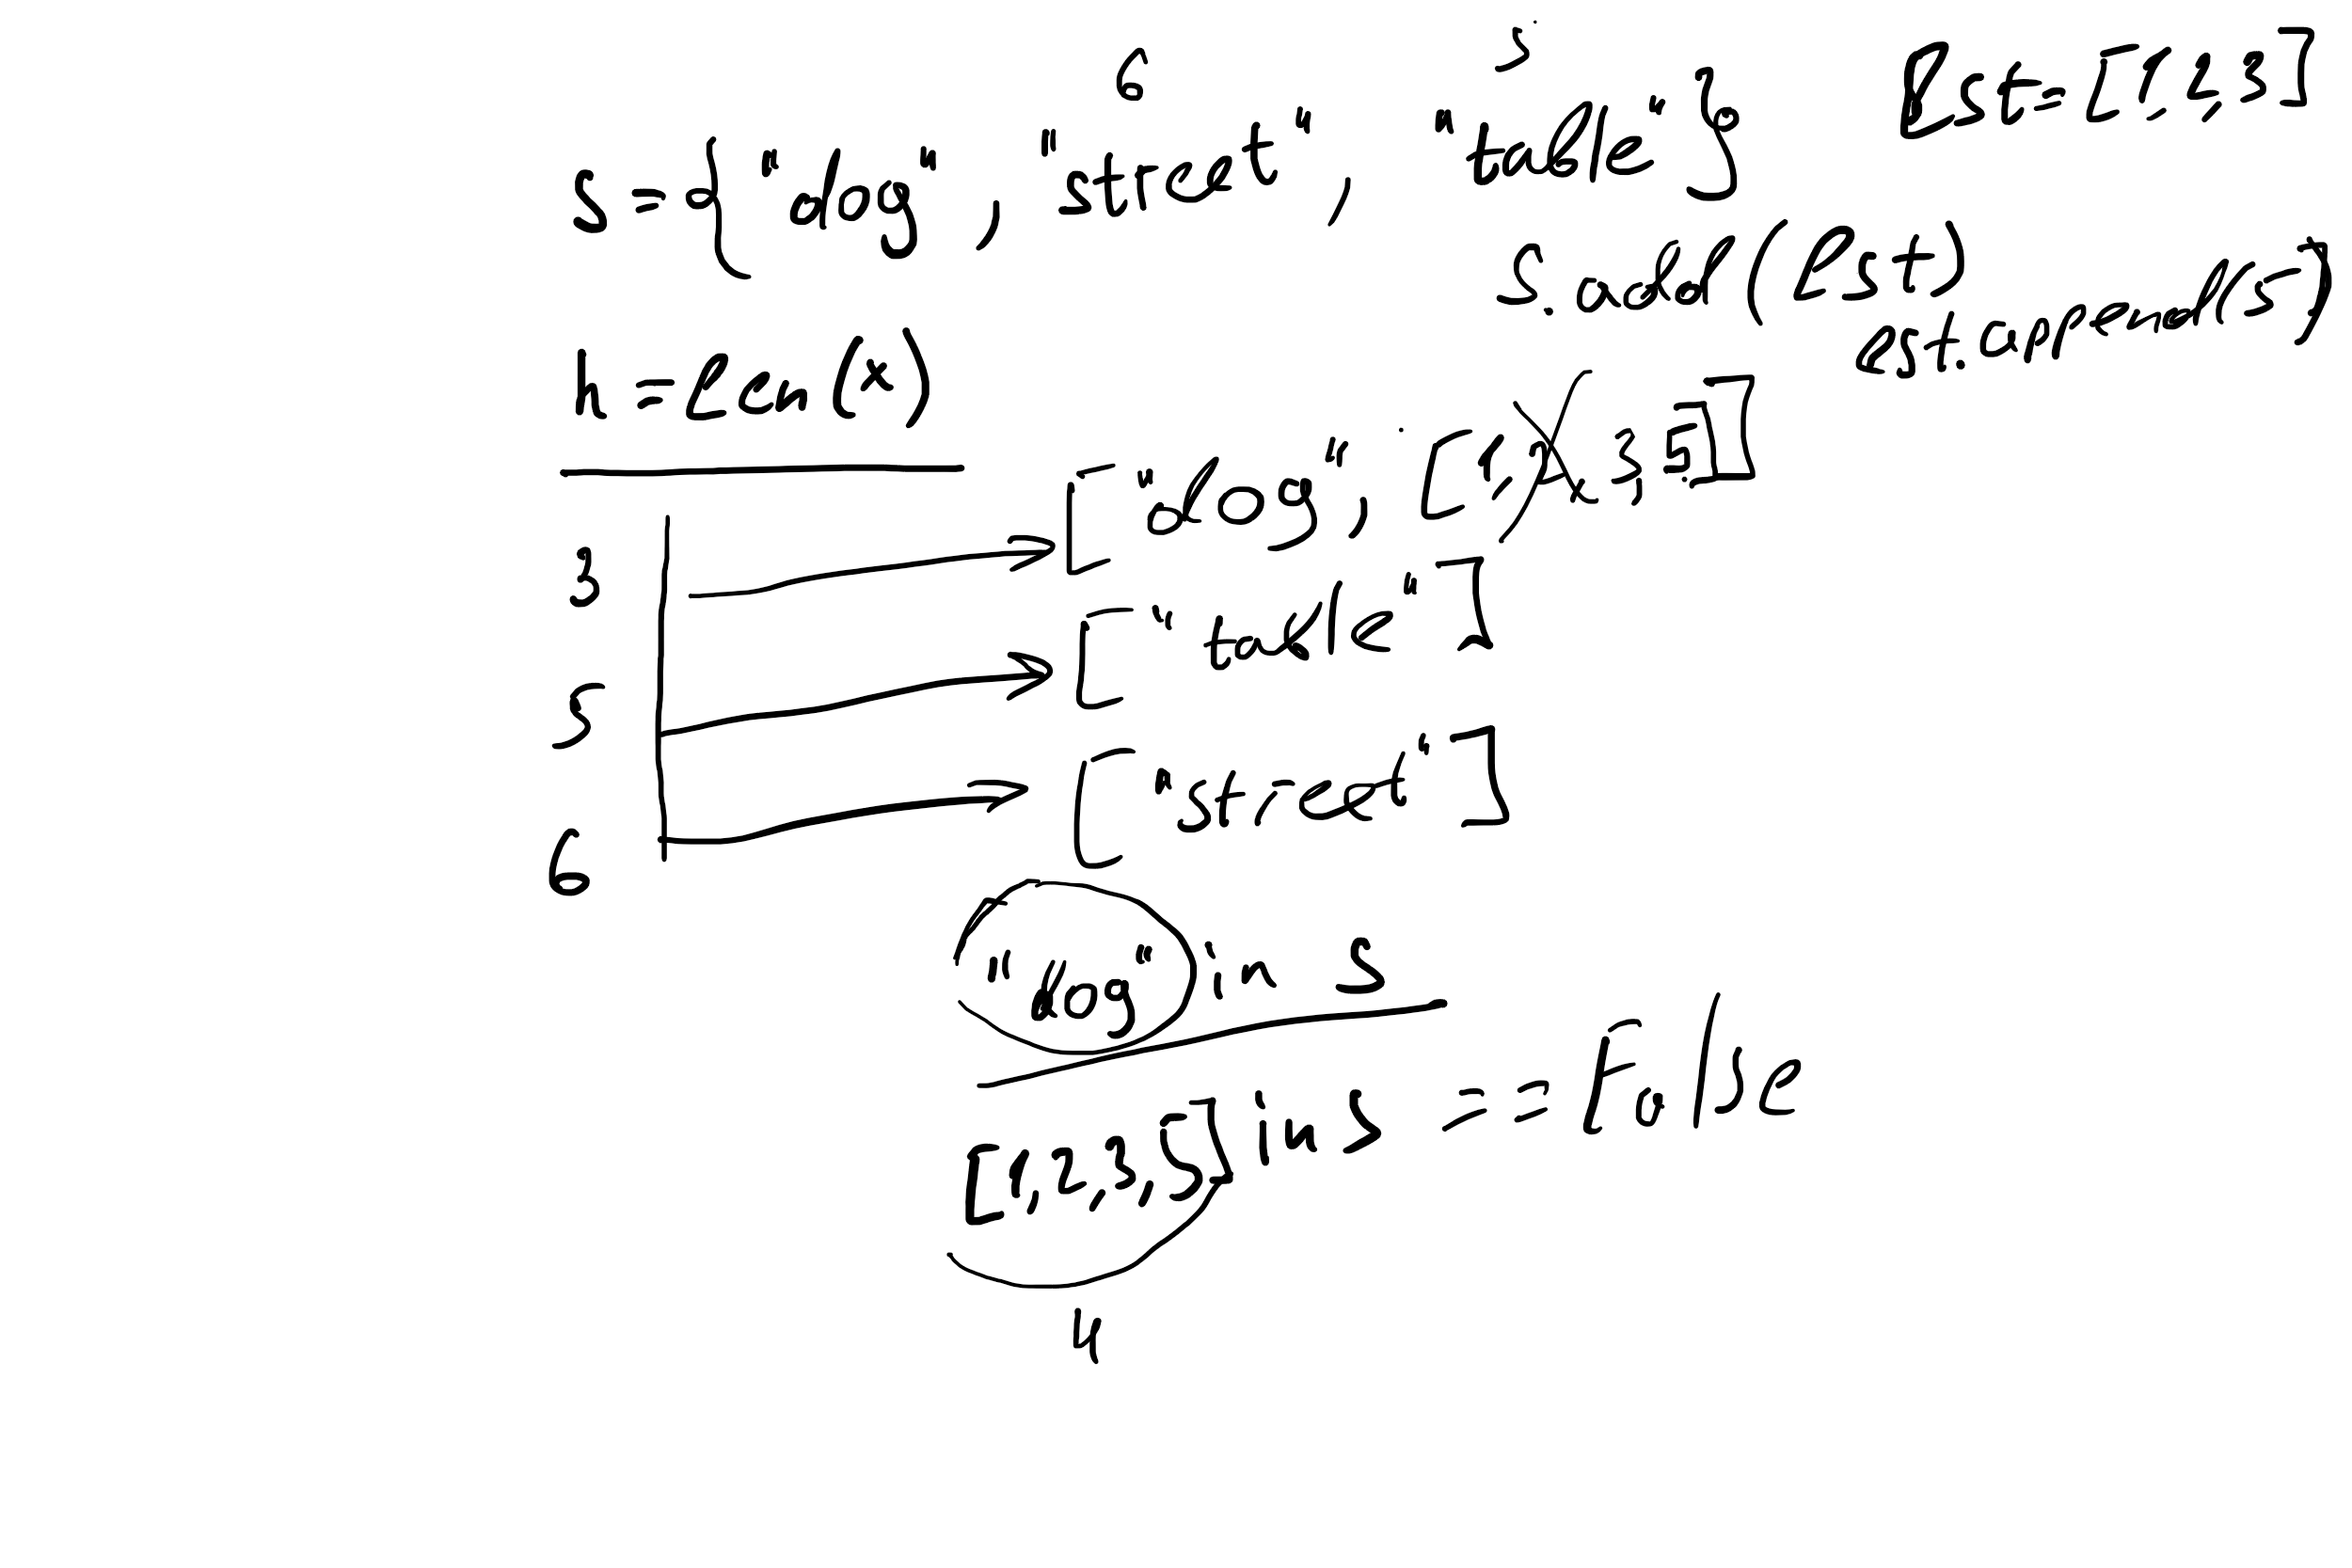 6 5
s = { "dog", "street", "table" } lst = [1, 2, 3]
s.add(lst)
lst.append(5)
h = len(x)
3 ["dog", [1, 2, 3, 5]]
5 ["table"]
6 ["street"]
"dog" in s
[1, 2, 3, 5] in s == False
4